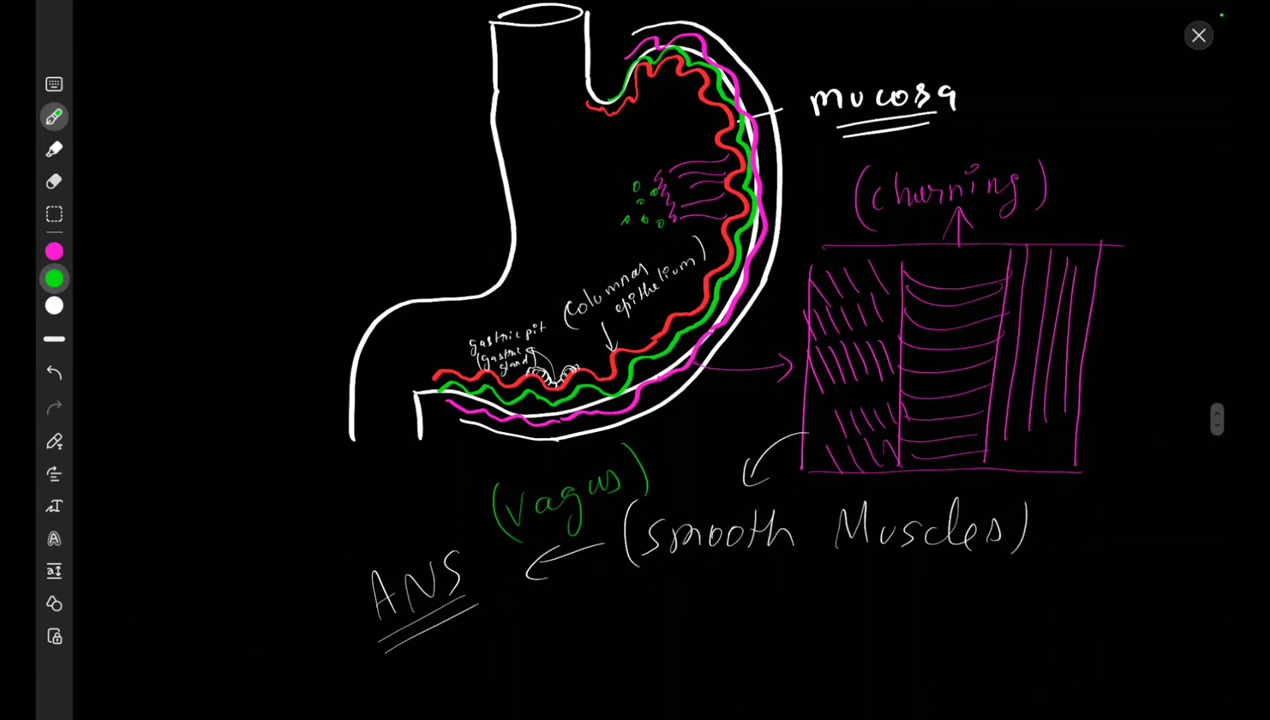 mucosa
(churning)
(columnar
epithelium)
gastric pit
(gastric
gland)
(vagus)
(smooth Muscles)
ANS